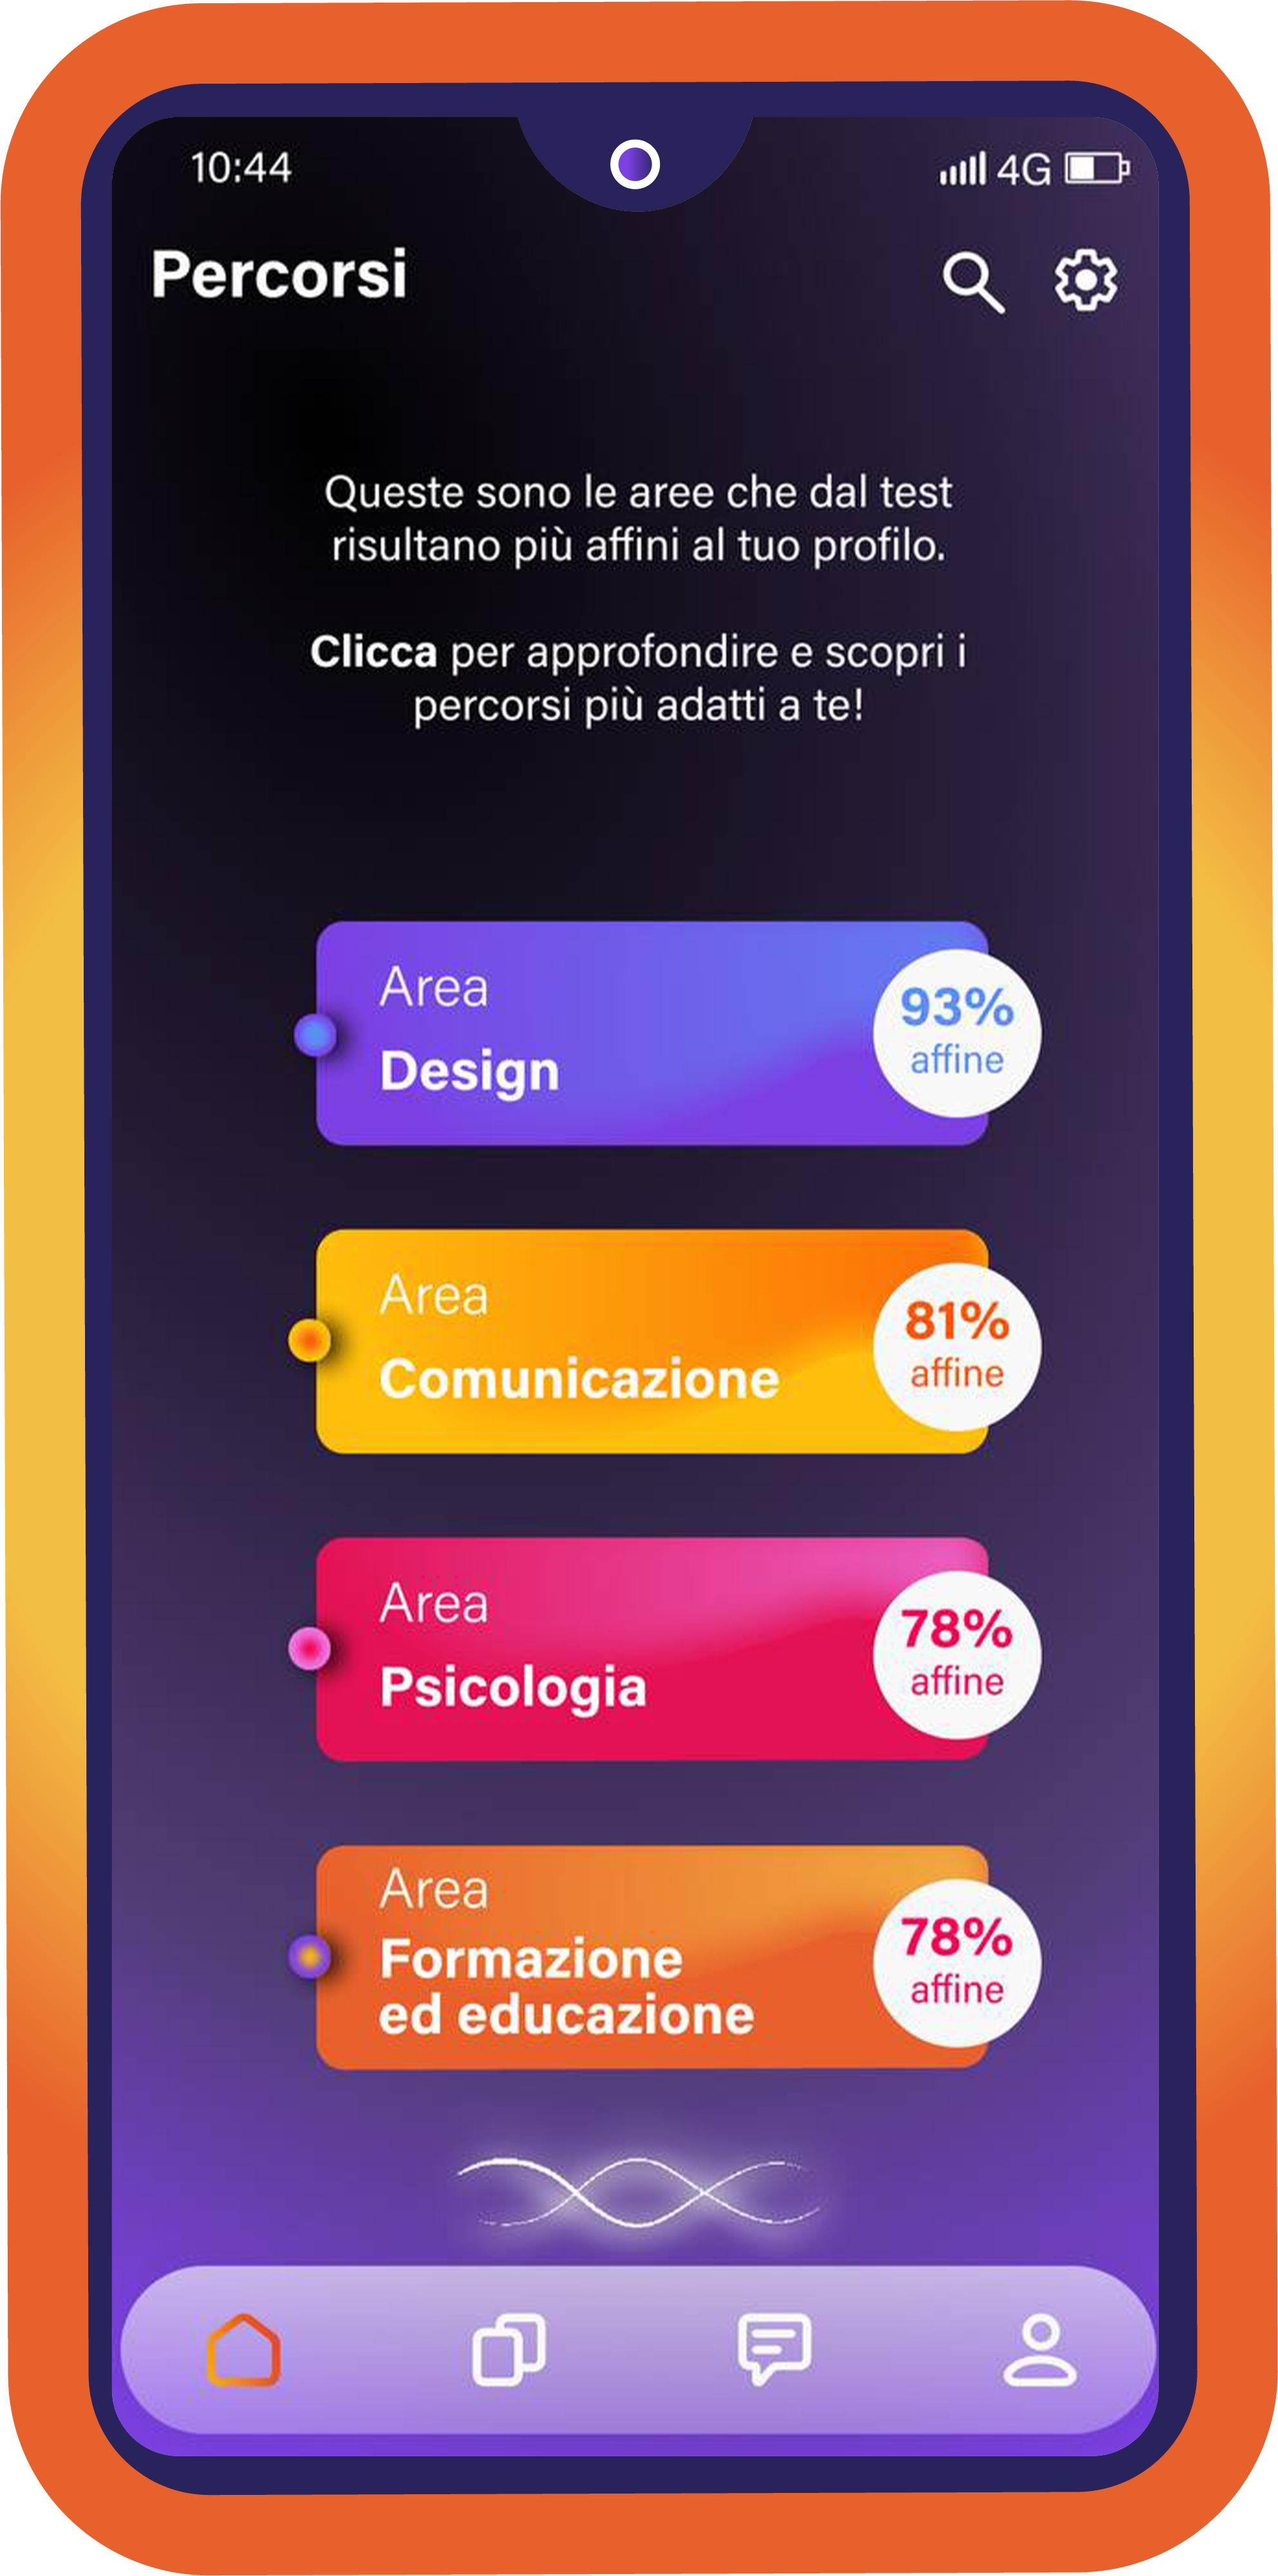 10:44
4G
Percorsi
Queste sono le aree che dal test
risultano più affini al tuo profilo.
Clicca per approfondire e scopri i
percorsi più adatti a te!
Area
Design
93%
affine
Area
Comunicazione
81%
affine
Area
Psicologia
78%
affine
Area
Formazione
ed educazione
78%
affine